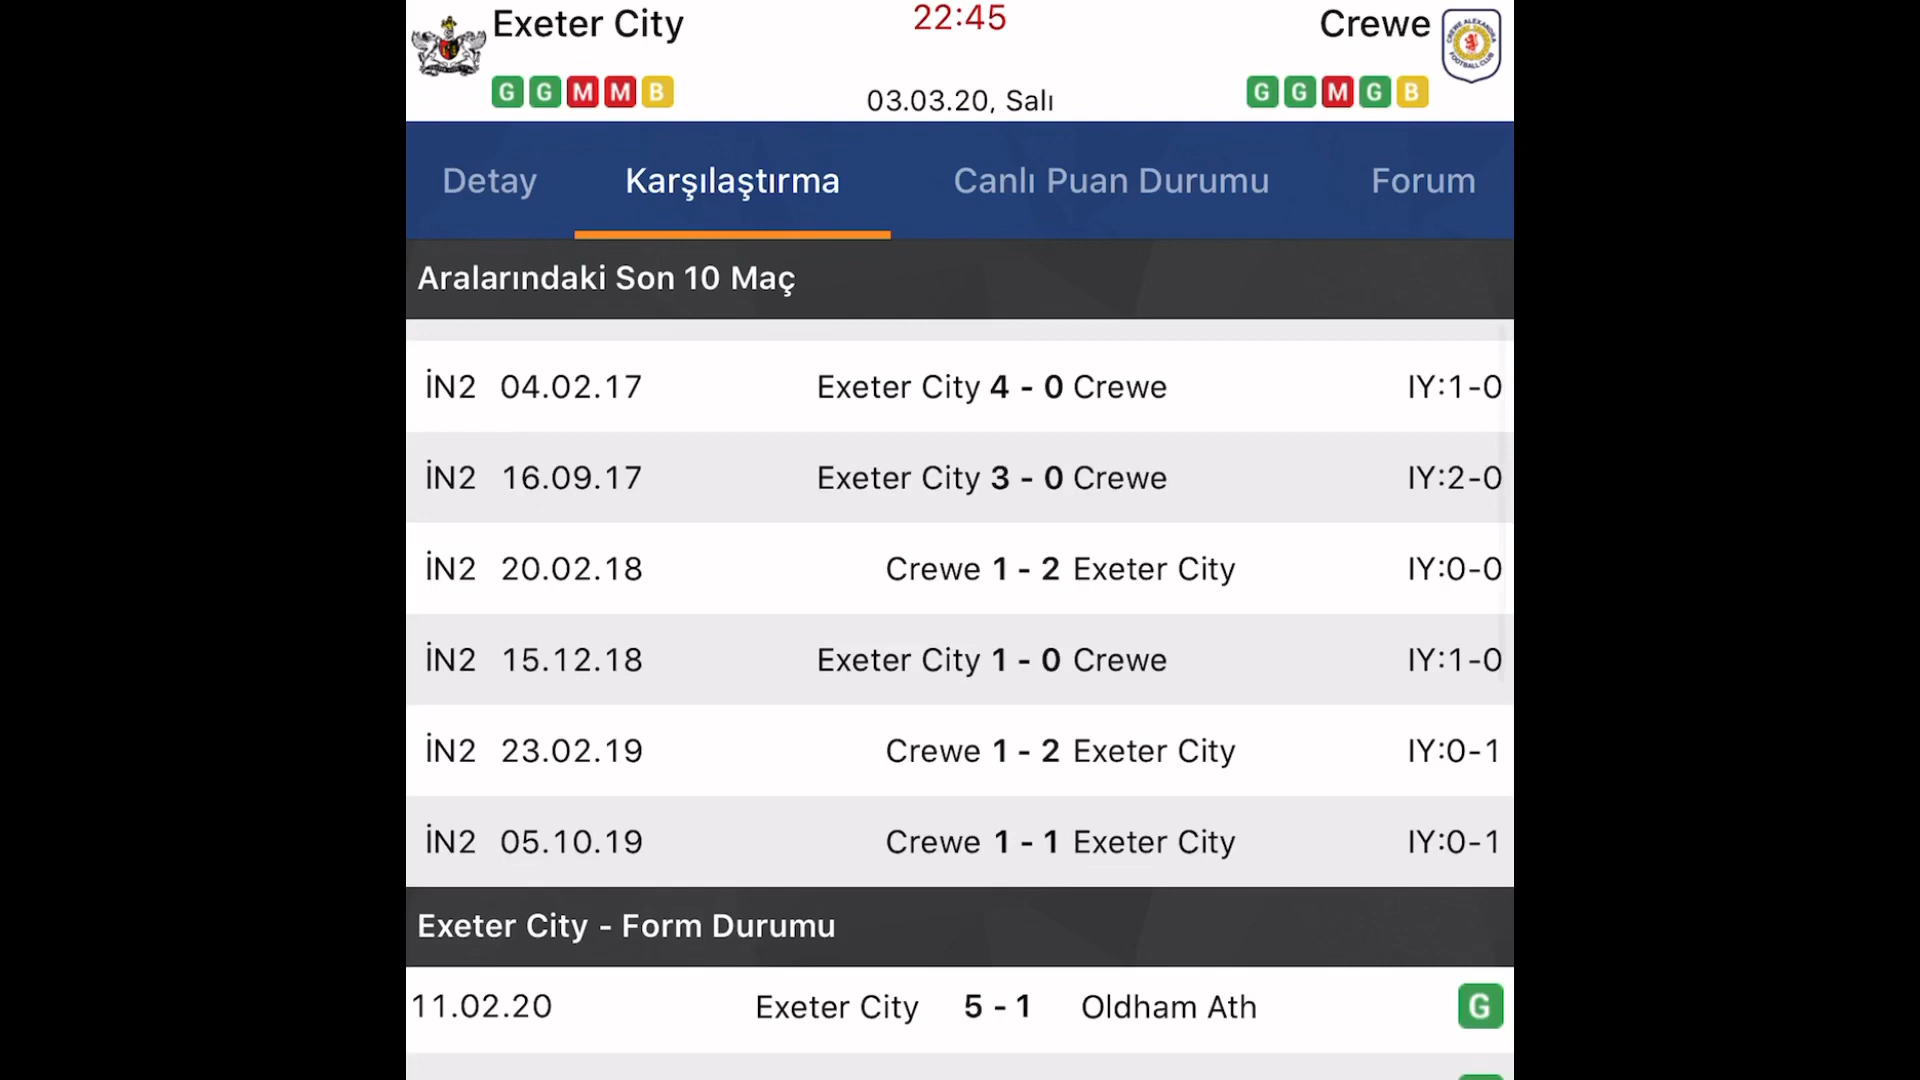 Exeter City 22:45 Crewe
G G M M B 03.03.20, Salı G G M G B
CREWE ALEXANDRA FOOTBALL CLUB
Detay Karşılaştırma Canlı Puan Durumu Forum
Aralarındaki Son 10 Maç
İN2 04.02.17 Exeter City 4 - 0 Crewe IY:1-0
İN2 16.09.17 Exeter City 3 - 0 Crewe IY:2-0
İN2 20.02.18 Crewe 1 - 2 Exeter City IY:0-0
İN2 15.12.18 Exeter City 1 - 0 Crewe IY:1-0
İN2 23.02.19 Crewe 1 - 2 Exeter City IY:0-1
İN2 05.10.19 Crewe 1 - 1 Exeter City IY:0-1
Exeter City - Form Durumu
11.02.20 Exeter City 5 - 1 Oldham Ath G